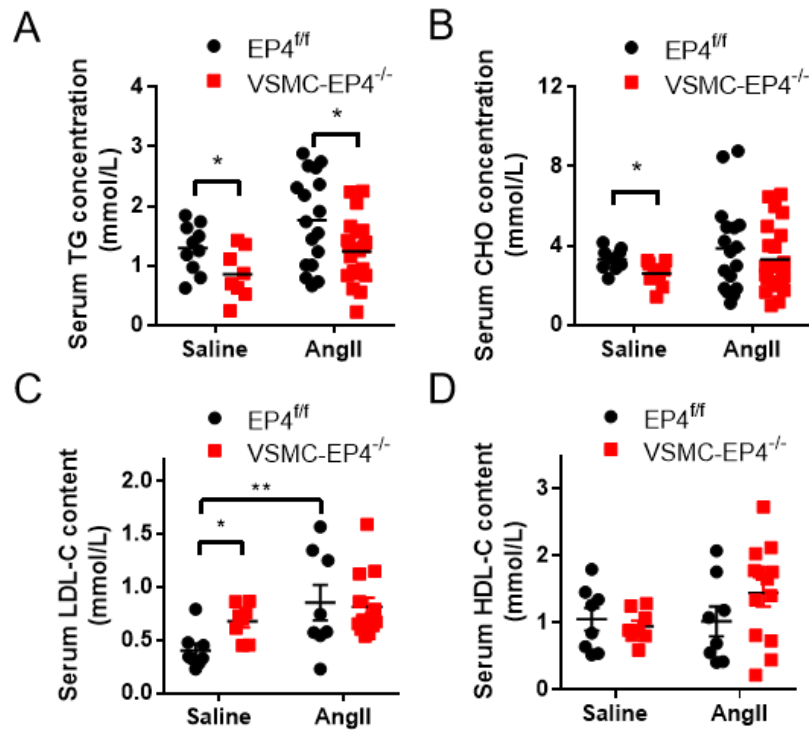 A
EP4f/f
VSMC-EP4-/-
Serum TG concentration
(mmol/L)
4
3
2
1
0
*
*
Saline
AngII
B
EP4f/f
VSMC-EP4-/-
Serum CHO concentration
(mmol/L)
12
8
4
0
*
Saline
AngII
C
EP4f/f
VSMC-EP4-/-
Serum LDL-C content
(mmol/L)
2.0
1.5
1.0
0.5
0.0
**
*
Saline
AngII
D
EP4f/f
VSMC-EP4-/-
Serum HDL-C content
(mmol/L)
3
2
1
0
Saline
AngII